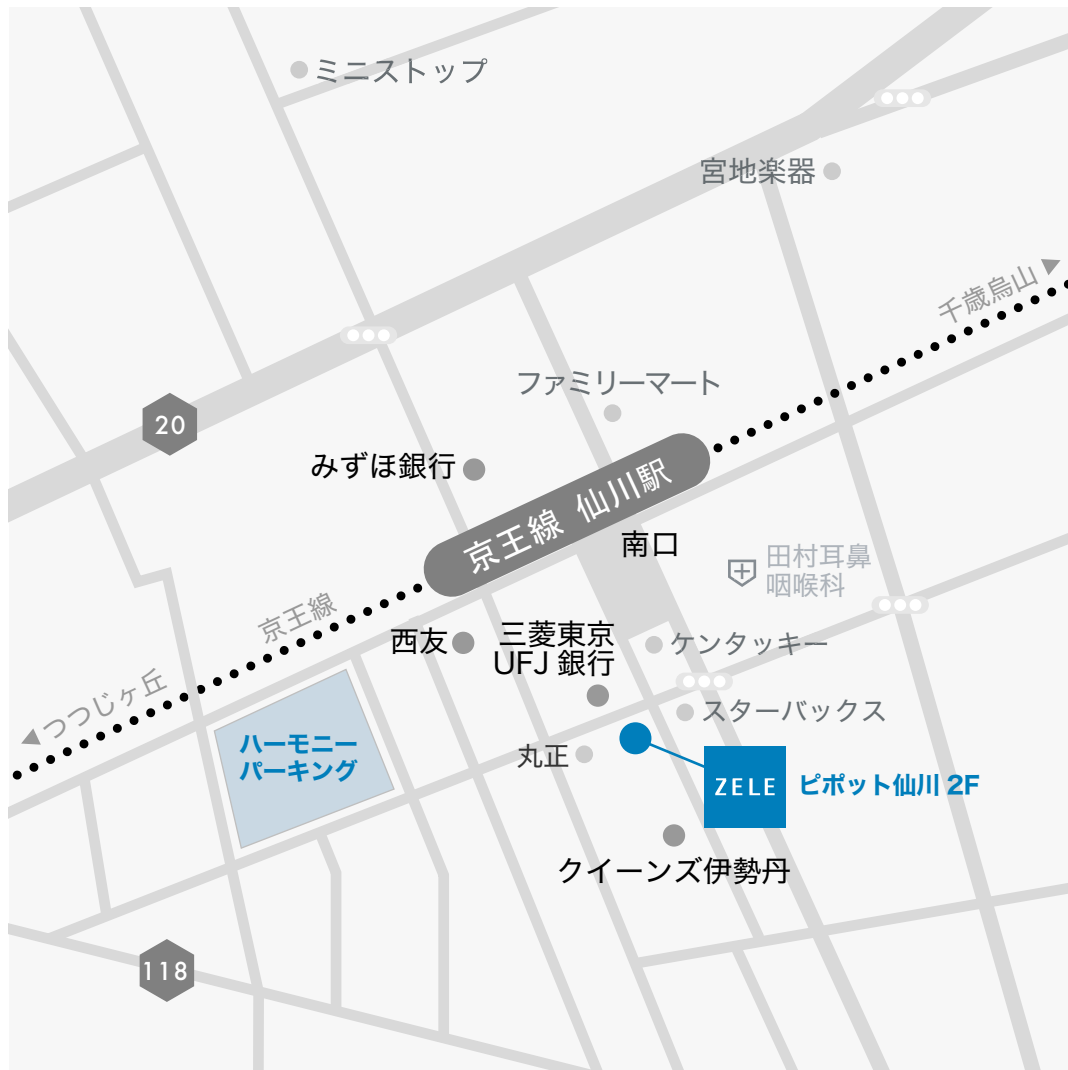 ミニストップ
宮地楽器
千歳烏山
ファミリーマート
20
みずほ銀行
京王線 仙川駅
南口
田村耳鼻
咽喉科
京王線
西友
三菱東京
UFJ 銀行
ケンタッキー
つつじヶ丘
スターバックス
ハーモニー
パーキング
丸正
ZELE
ピポット仙川 2F
クイーンズ伊勢丹
118